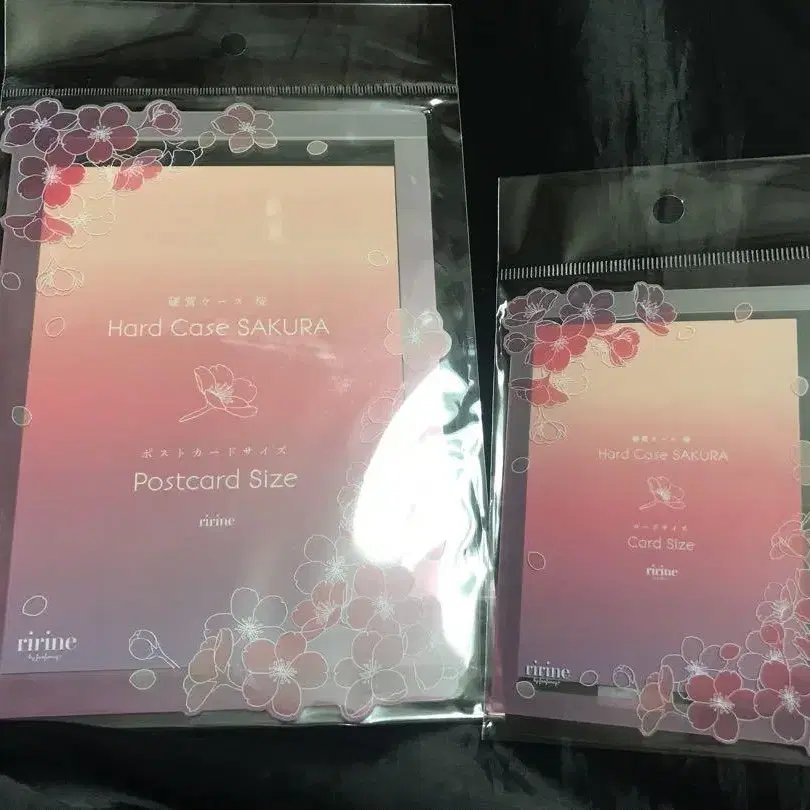 硬質ケース 桜
Hard Case SAKURA
ポストカードサイズ
Postcard Size
ririne
ririne
硬質ケース 桜
Hard Case SAKURA
カードサイズ
Card Size
ririne
ririne